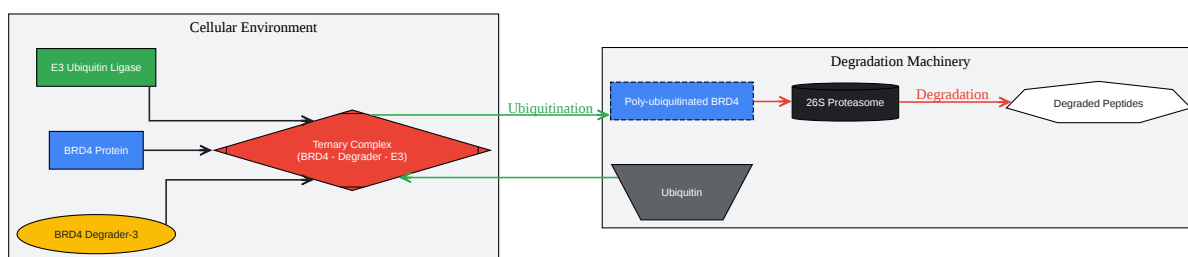 Cellular Environment
E3 Ubiquitin Ligase
BRD4 Protein
BRD4 Degrader-3
Ternary Complex
(BRD4 - Degrader - E3)
Ubiquitination
Degradation Machinery
Poly-ubiquitinated BRD4
26S Proteasome
Degradation
Degraded Peptides
Ubiquitin